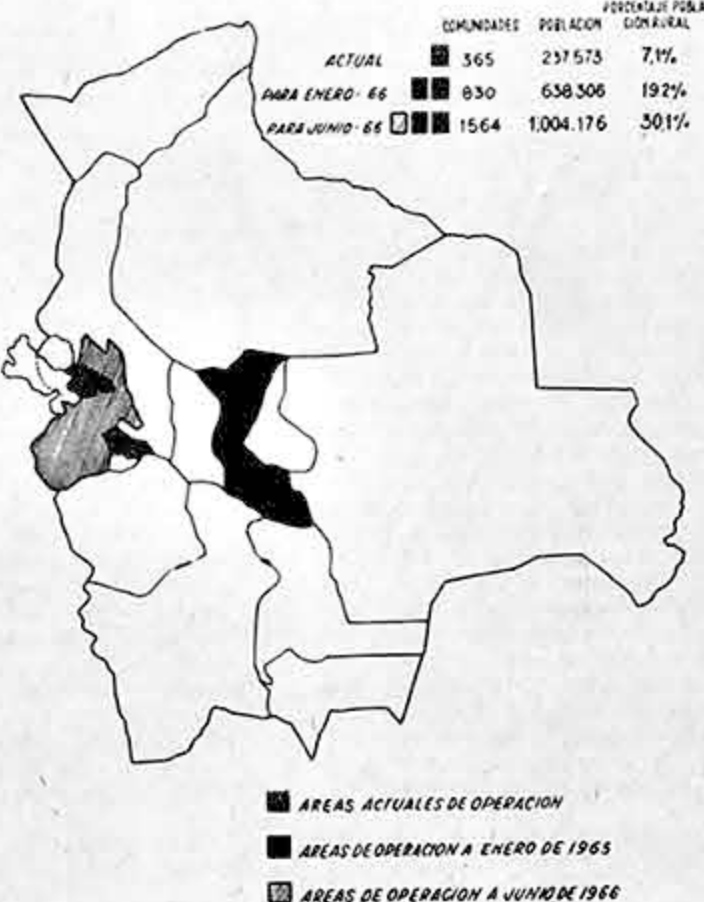 COMUNIDADES POBLACION PORCENTAJE POBLA
CION RURAL
ACTUAL 365 237.573 7,1%
PARA ENERO - 66 830 638.306 19,2%
PARA JUNIO - 66 1564 1.004.176 30,1%
AREAS ACTUALES DE OPERACION
AREAS DE OPERACION A ENERO DE 1965
AREAS DE OPERACION A JUNIO DE 1966